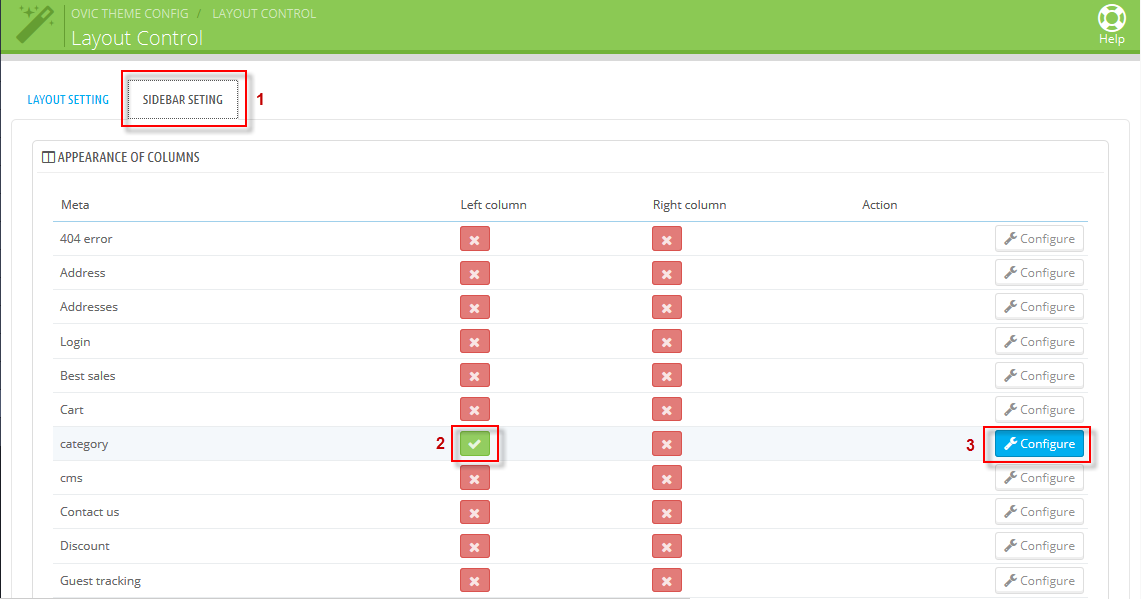 OVIC THEME CONFIG / LAYOUT CONTROL
Layout Control
Help
LAYOUT SETTING
SIDEBAR SETING
1
APPEARANCE OF COLUMNS
Meta Left column Right column Action
404 error Configure
Address Configure
Addresses Configure
Login Configure
Best sales Configure
Cart Configure
category 2 3 Configure
cms Configure
Contact us Configure
Discount Configure
Guest tracking Configure